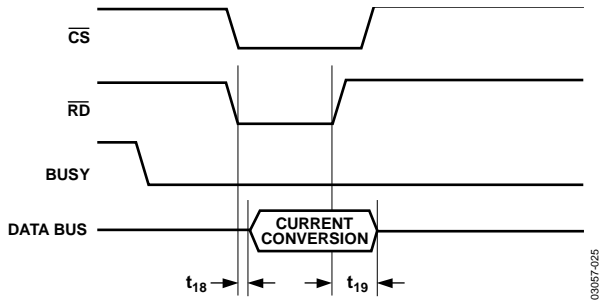 CS
RD
BUSY
DATA BUS
CURRENT
CONVERSION
t18
t19
03057-025